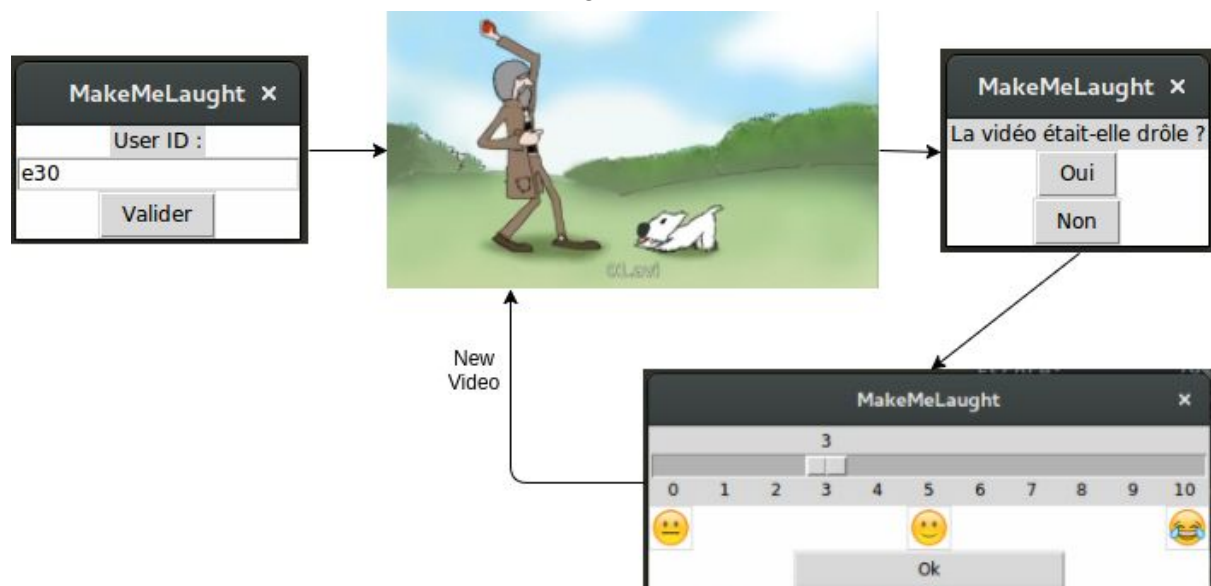 MakeMeLaught ×
User ID :
e30
Valider
©Lavi
MakeMeLaught ×
La vidéo était-elle drôle ?
Oui
Non
New
Video
MakeMeLaught ×
3
0 1 2 3 4 5 6 7 8 9 10
Ok